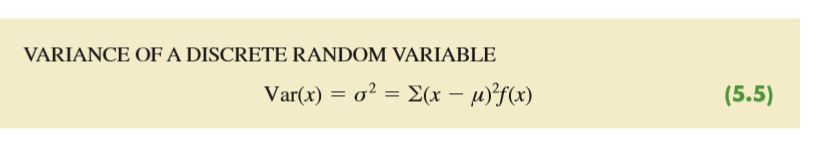 VARIANCE OF A DISCRETE RANDOM VARIABLE
Var(x) = σ² = Σ(x − μ)²f(x) (5.5)